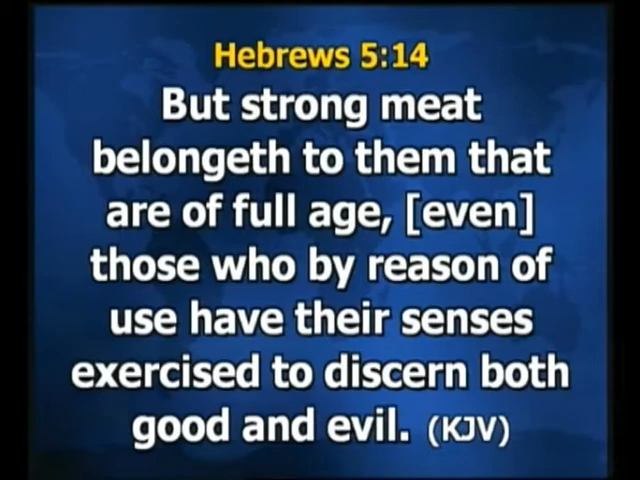 Hebrews 5:14
But strong meat
belongeth to them that
are of full age, [even]
those who by reason of
use have their senses
exercised to discern both
good and evil. (KJV)